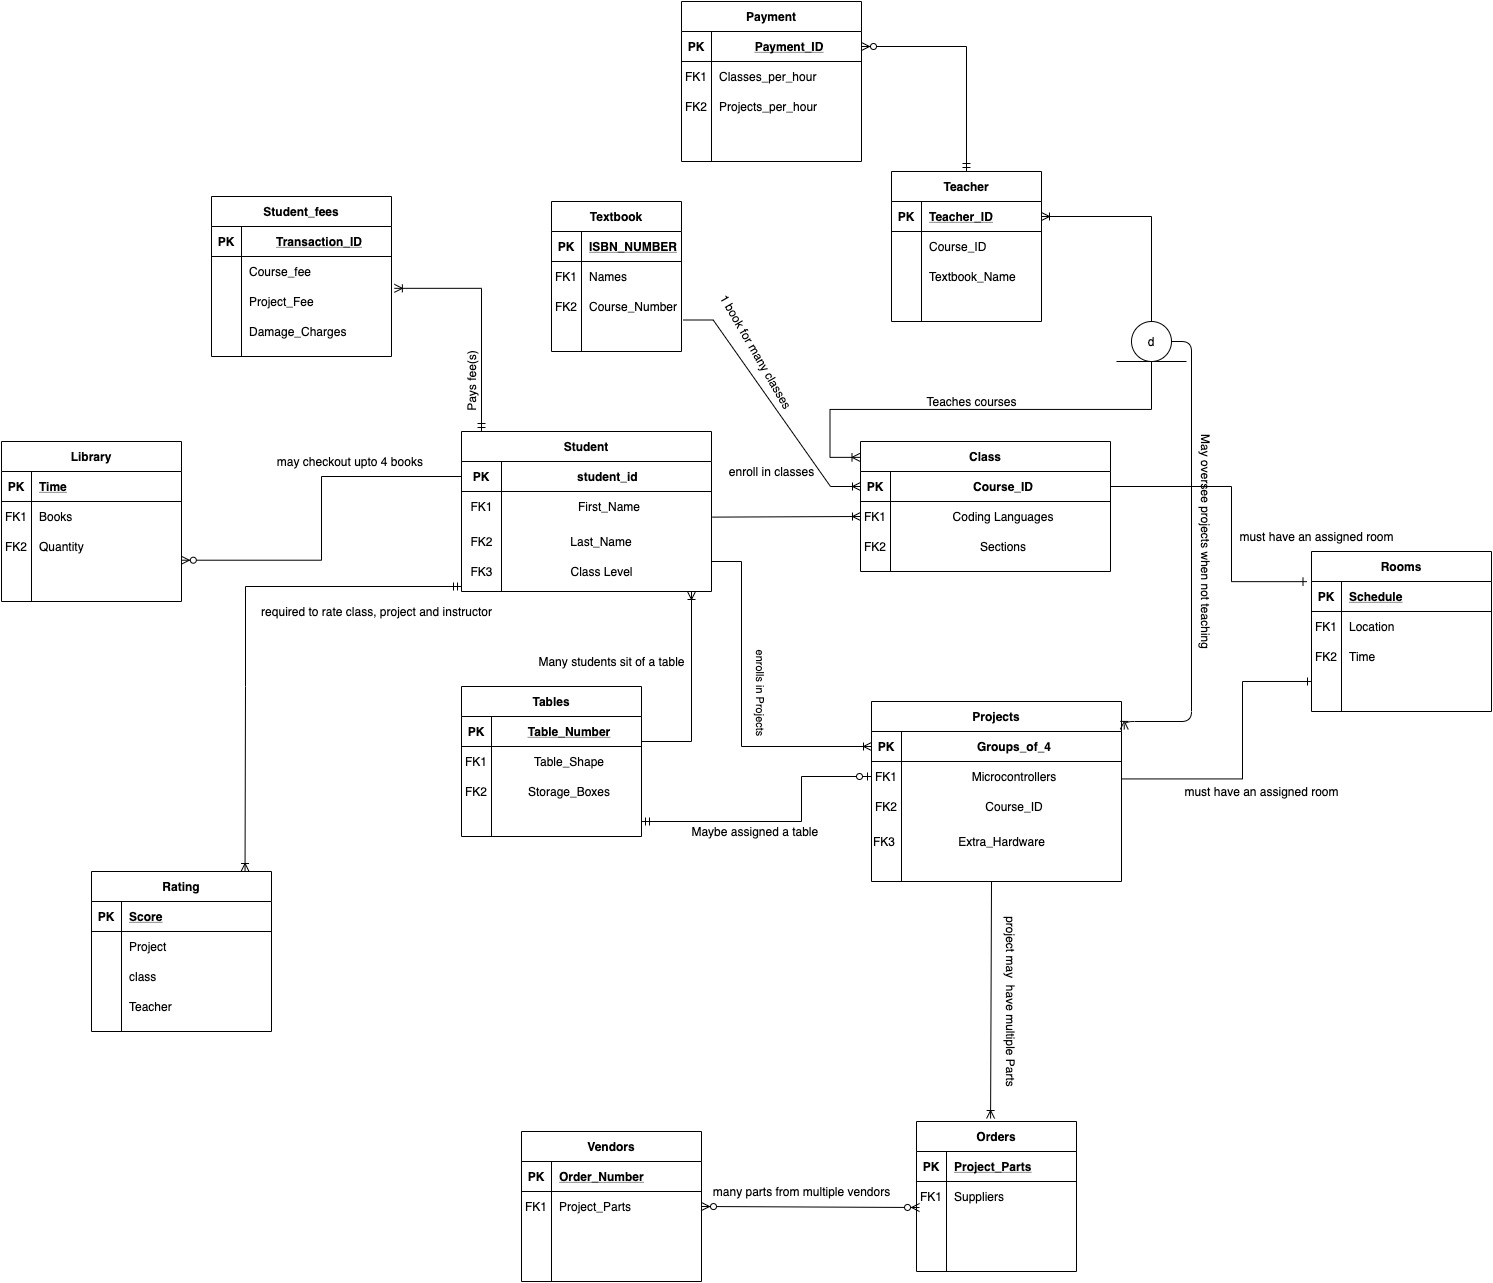 Payment
PK Payment_ID
FK1 Classes_per_hour
FK2 Projects_per_hour
Teacher
PK Teacher_ID
Course_ID
Textbook_Name
Student_fees
PK Transaction_ID
Course_fee
Project_Fee
Damage_Charges
Textbook
PK ISBN_NUMBER
FK1 Names
FK2 Course_Number
1 book for many classes
d
Pays fee(s)
Teaches courses
Library
PK Time
FK1 Books
FK2 Quantity
may checkout upto 4 books
Student
PK student_id
FK1 First_Name
FK2 Last_Name
FK3 Class Level
enroll in classes
Class
PK Course_ID
FK1 Coding Languages
FK2 Sections
May oversee projects when not teaching
must have an assigned room
Rooms
PK Schedule
FK1 Location
FK2 Time
required to rate class, project and instructor
Many students sit of a table
enrolls in Projects
Tables
PK Table_Number
FK1 Table_Shape
FK2 Storage_Boxes
Maybe assigned a table
Projects
PK Groups_of_4
FK1 Microcontrollers
FK2 Course_ID
FK3 Extra_Hardware
must have an assigned room
Rating
PK Score
Project
class
Teacher
project may have multiple Parts
Vendors
PK Order_Number
FK1 Project_Parts
many parts from multiple vendors
Orders
PK Project_Parts
FK1 Suppliers